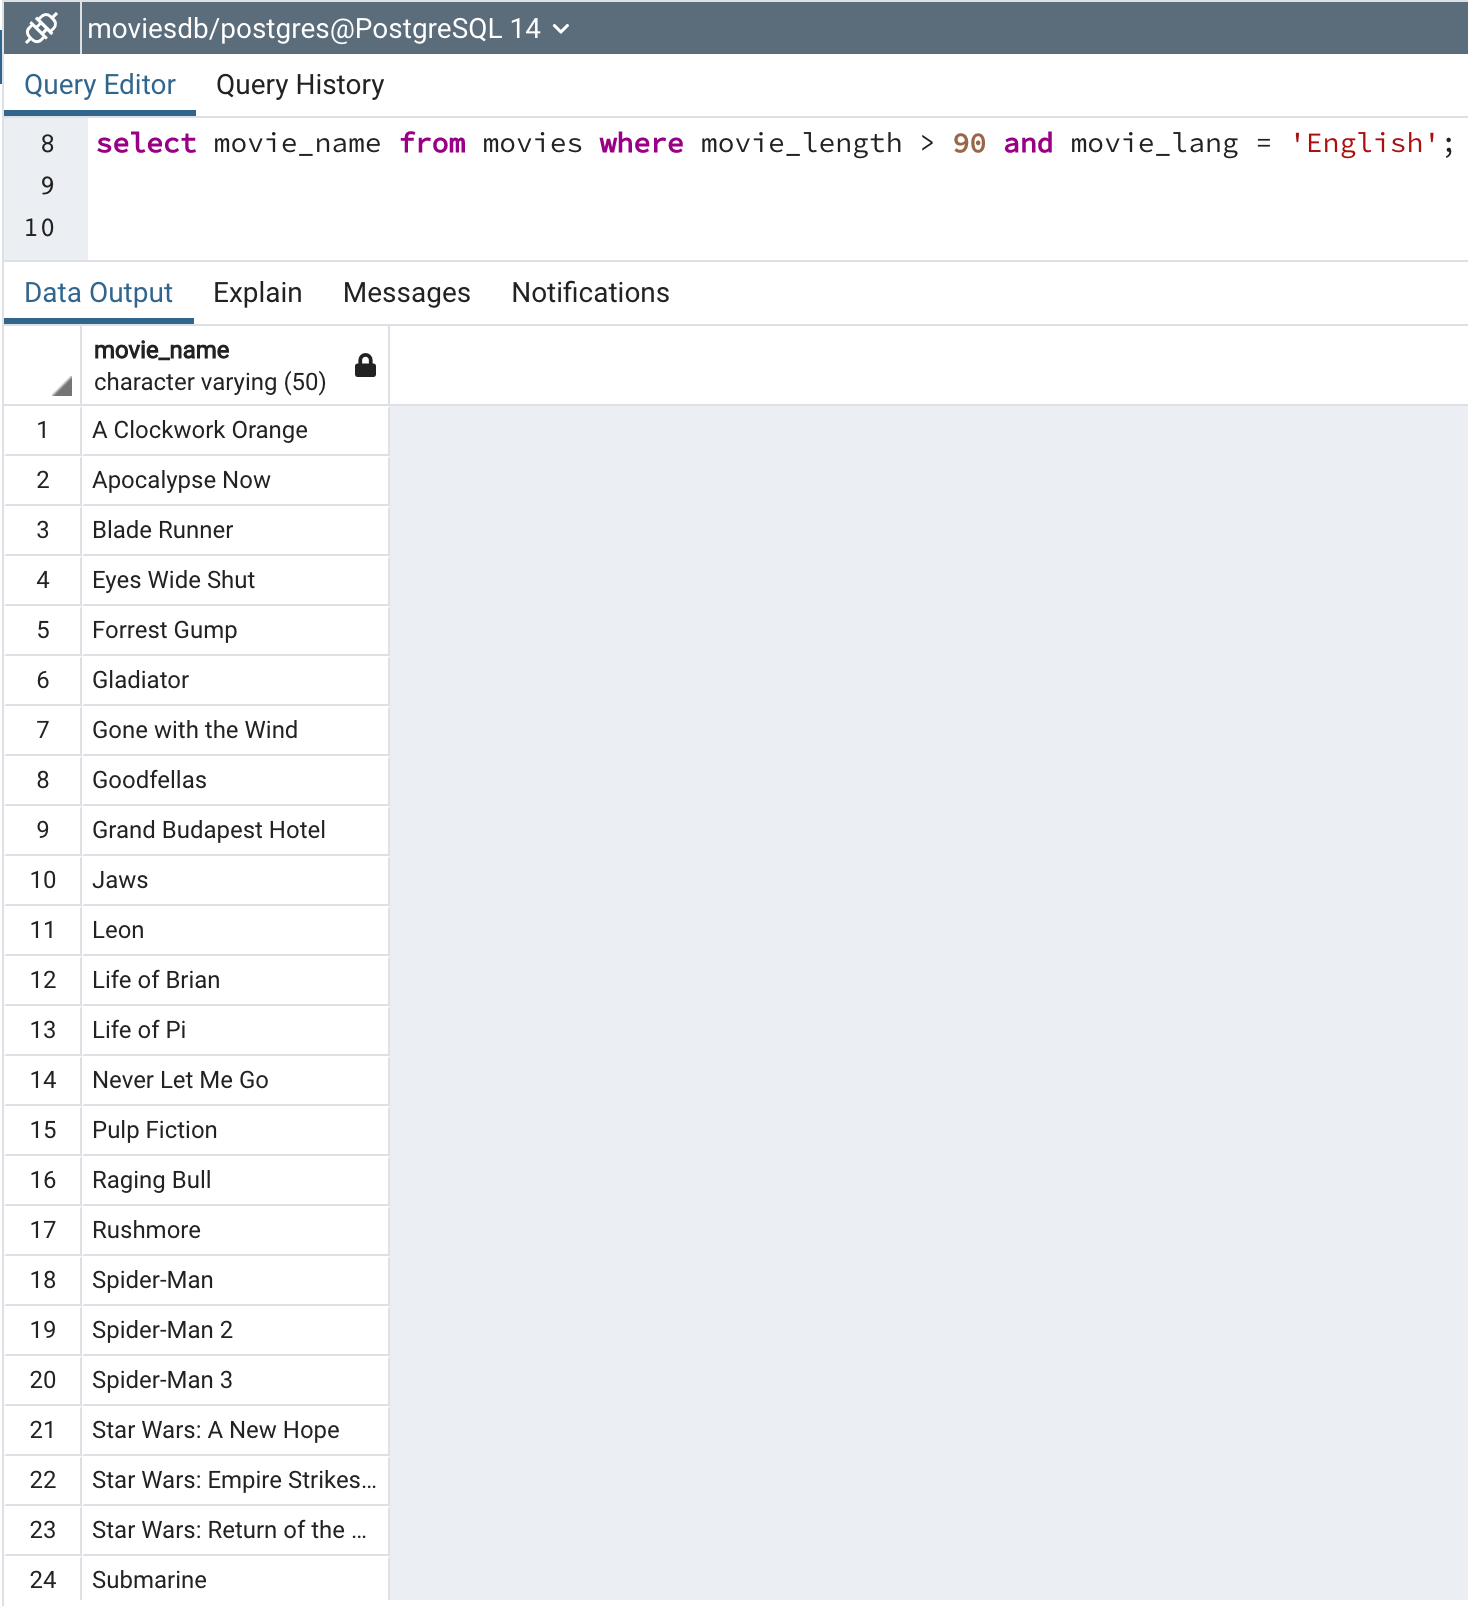 moviesdb/postgres@PostgreSQL 14
Query Editor Query History
8 select movie_name from movies where movie_length > 90 and movie_lang = 'English';
9
10
Data Output Explain Messages Notifications
movie_name
character varying (50)
1 A Clockwork Orange
2 Apocalypse Now
3 Blade Runner
4 Eyes Wide Shut
5 Forrest Gump
6 Gladiator
7 Gone with the Wind
8 Goodfellas
9 Grand Budapest Hotel
10 Jaws
11 Leon
12 Life of Brian
13 Life of Pi
14 Never Let Me Go
15 Pulp Fiction
16 Raging Bull
17 Rushmore
18 Spider-Man
19 Spider-Man 2
20 Spider-Man 3
21 Star Wars: A New Hope
22 Star Wars: Empire Strikes...
23 Star Wars: Return of the ...
24 Submarine